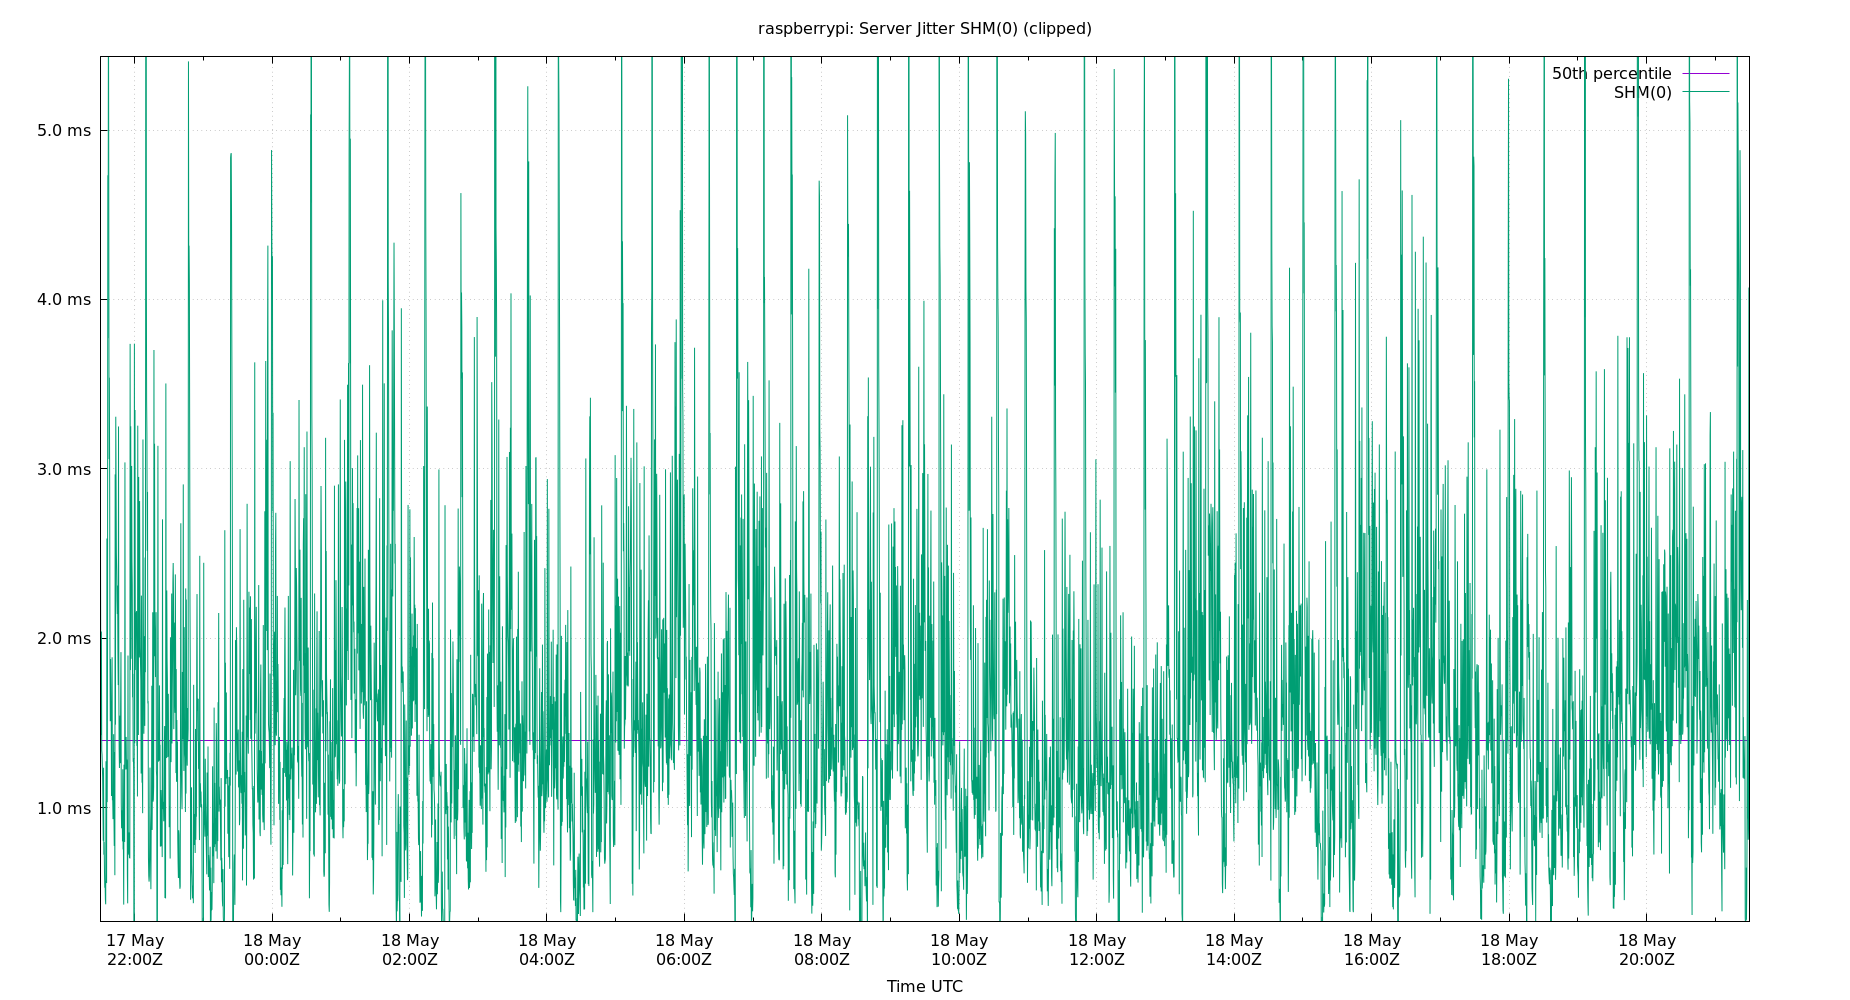 raspberrypi: Server Jitter SHM(0) (clipped)
50th percentile
SHM(0)
5.0 ms
4.0 ms
3.0 ms
2.0 ms
1.0 ms
17 May 18 May 18 May 18 May 18 May 18 May 18 May 18 May 18 May 18 May 18 May 18 May
22:00Z 00:00Z 02:00Z 04:00Z 06:00Z 08:00Z 10:00Z 12:00Z 14:00Z 16:00Z 18:00Z 20:00Z
Time UTC